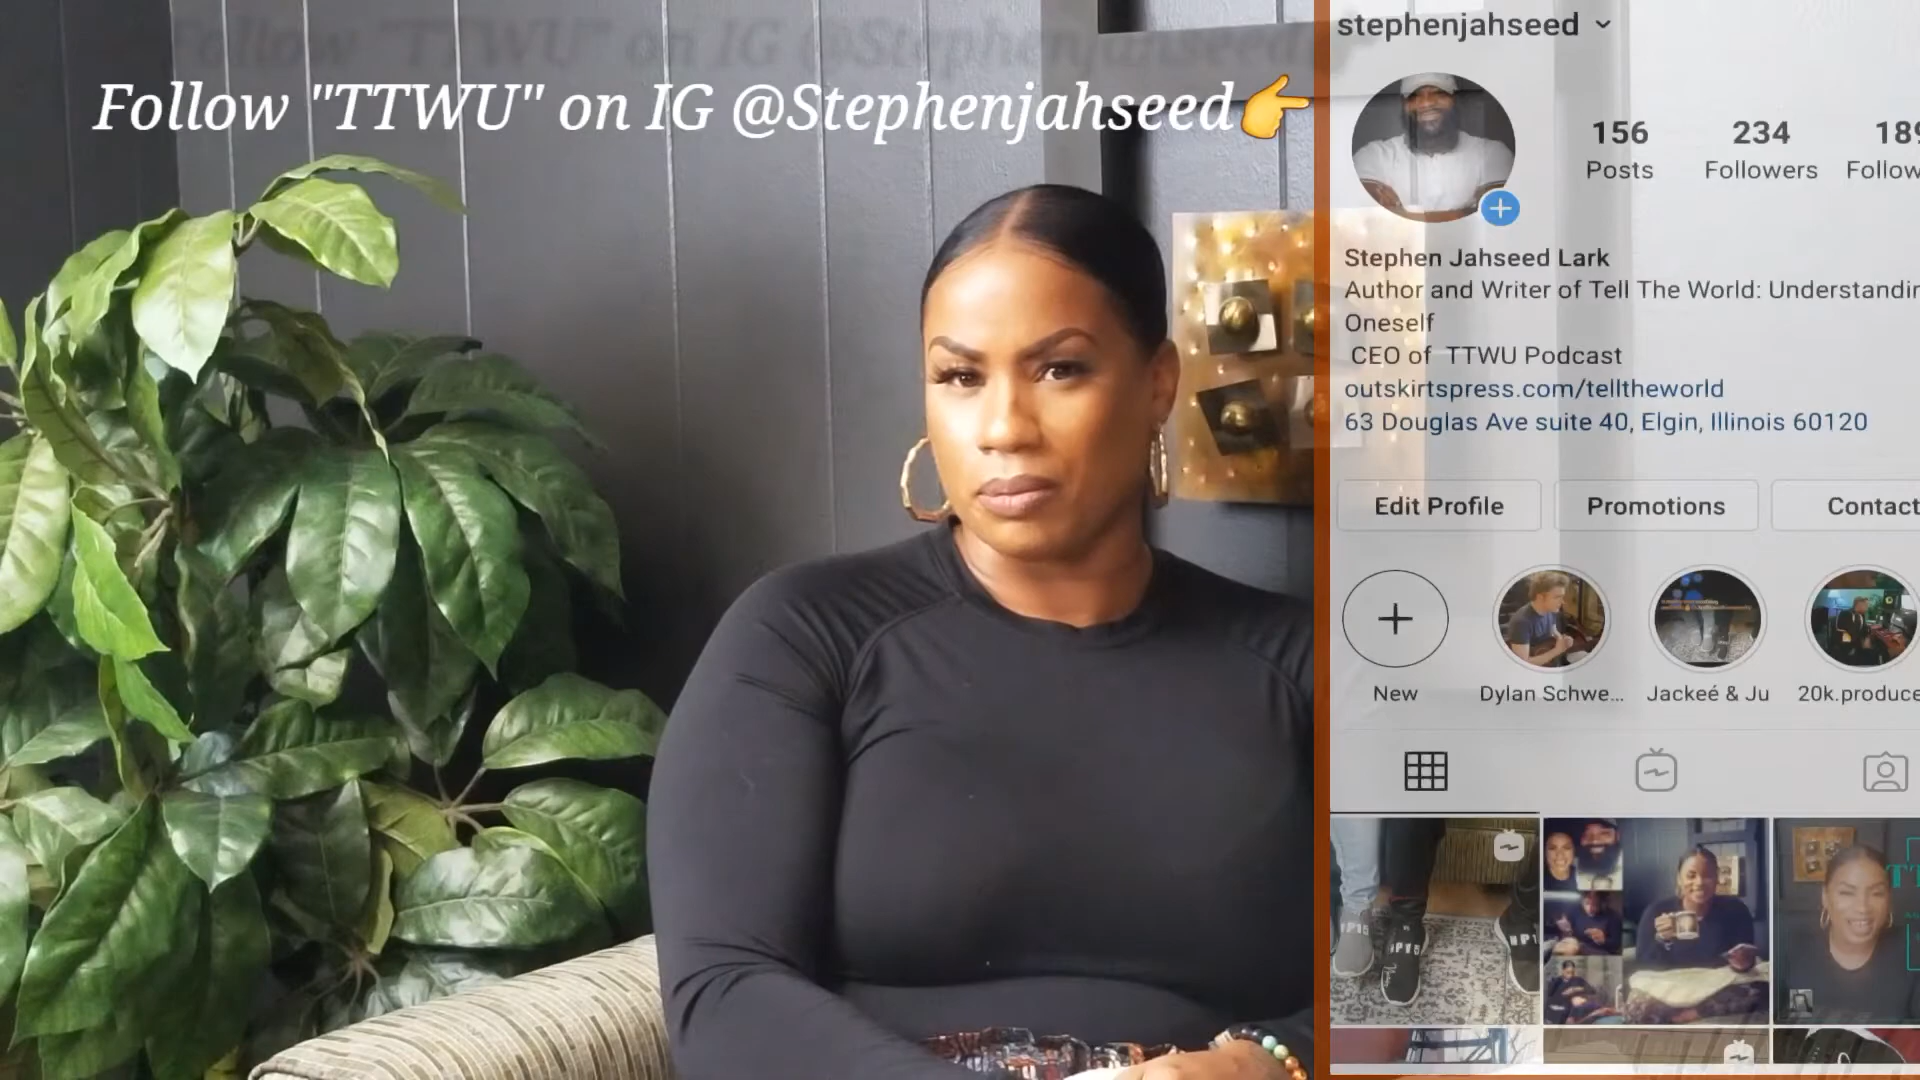 Follow "TTWU" on IG @Stephenjahseed
stephenjahseed
156
234
Posts
Followers
Follow
Stephen Jahseed Lark
Author and Writer of Tell The World: Understandin
Oneself
CEO of TTWU Podcast
outskirtspress.com/telltheworld
63 Douglas Ave suite 40, Elgin, Illinois 60120
Edit Profile
Promotions
Contact
New
Dylan Schwe...
Jackeé & Ju
20k.produce